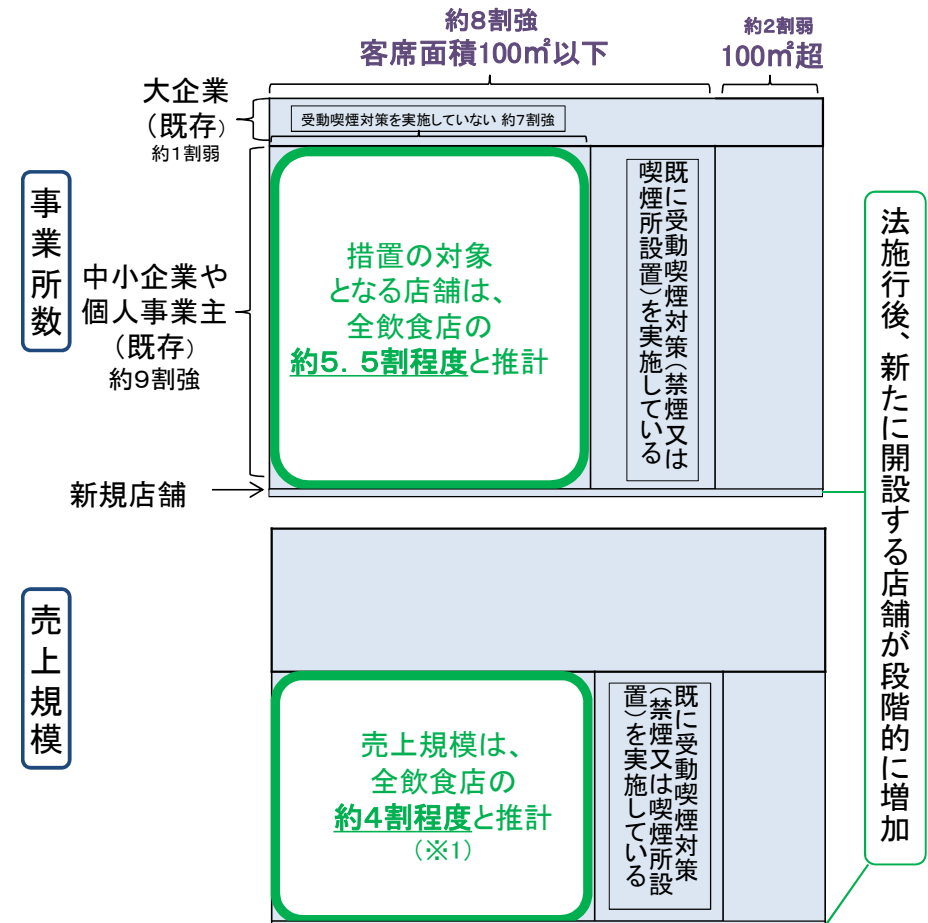 約8割強
客席面積100㎡以下
約2割弱
100㎡超
大企業
（既存）
約1割弱
受動喫煙対策を実施していない 約7割強
事業所数
中小企業や
個人事業主
（既存）
約9割強
措置の対象
となる店舗は、
全飲食店の
約5．5割程度と推計
既に受動喫煙対策（禁煙又は
喫煙所設置）を実施している
新規店舗
法施行後、新たに開設する店舗が段階的に増加
売上規模
売上規模は、
全飲食店の
約4割程度と推計
（※1）
既に受動喫煙対策
（禁煙又は喫煙所設
置）を実施している